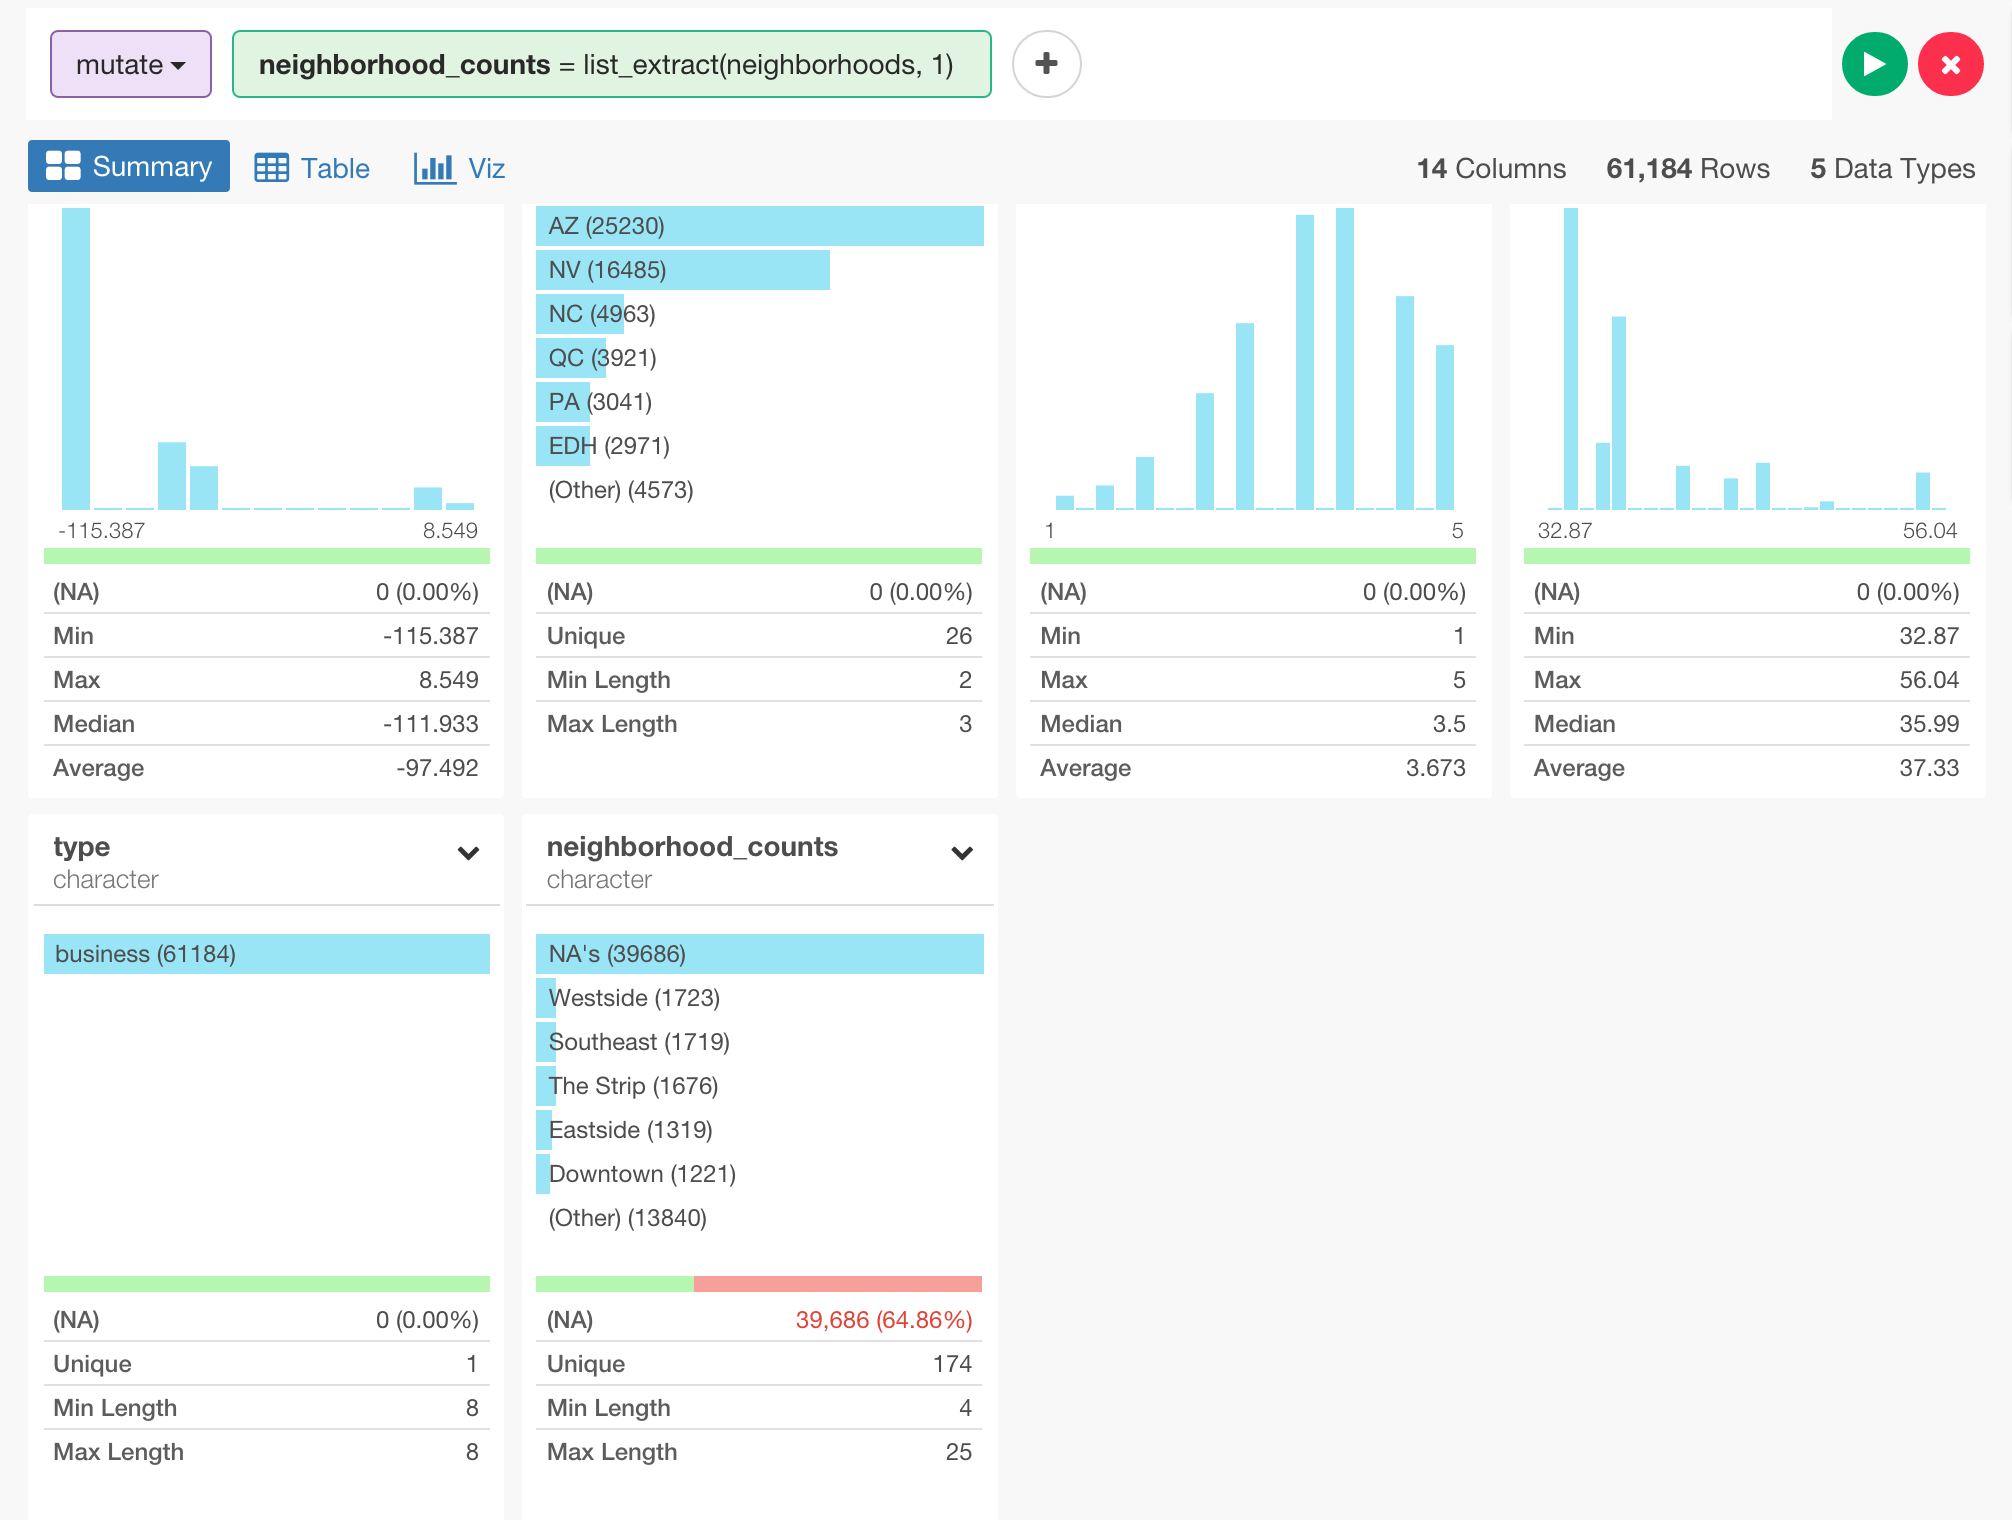 mutate
neighborhood_counts = list_extract(neighborhoods, 1)
Summary
Table
Viz
14 Columns
61,184 Rows
5 Data Types
-115.387
8.549
(NA) 0 (0.00%)
Min -115.387
Max 8.549
Median -111.933
Average -97.492
AZ (25230)
NV (16485)
NC (4963)
QC (3921)
PA (3041)
EDH (2971)
(Other) (4573)
(NA) 0 (0.00%)
Unique 26
Min Length 2
Max Length 3
1
5
(NA) 0 (0.00%)
Min 1
Max 5
Median 3.5
Average 3.673
32.87
56.04
(NA) 0 (0.00%)
Min 32.87
Max 56.04
Median 35.99
Average 37.33
type
character
business (61184)
(NA) 0 (0.00%)
Unique 1
Min Length 8
Max Length 8
neighborhood_counts
character
NA's (39686)
Westside (1723)
Southeast (1719)
The Strip (1676)
Eastside (1319)
Downtown (1221)
(Other) (13840)
(NA) 39,686 (64.86%)
Unique 174
Min Length 4
Max Length 25